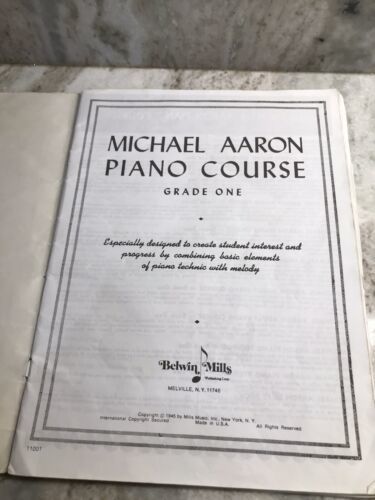 MICHAEL AARON
PIANO COURSE
GRADE ONE
Especially designed to create student interest and
progress by combining basic elements
of piano technic with melody
Belwin Mills
Publishing Corp.
MELVILLE, N.Y. 11746
Copyright © 1945 by Mills Music, Inc. New York, N. Y.
International Copyright Secured Made in U.S.A. All Rights Reserved
11001